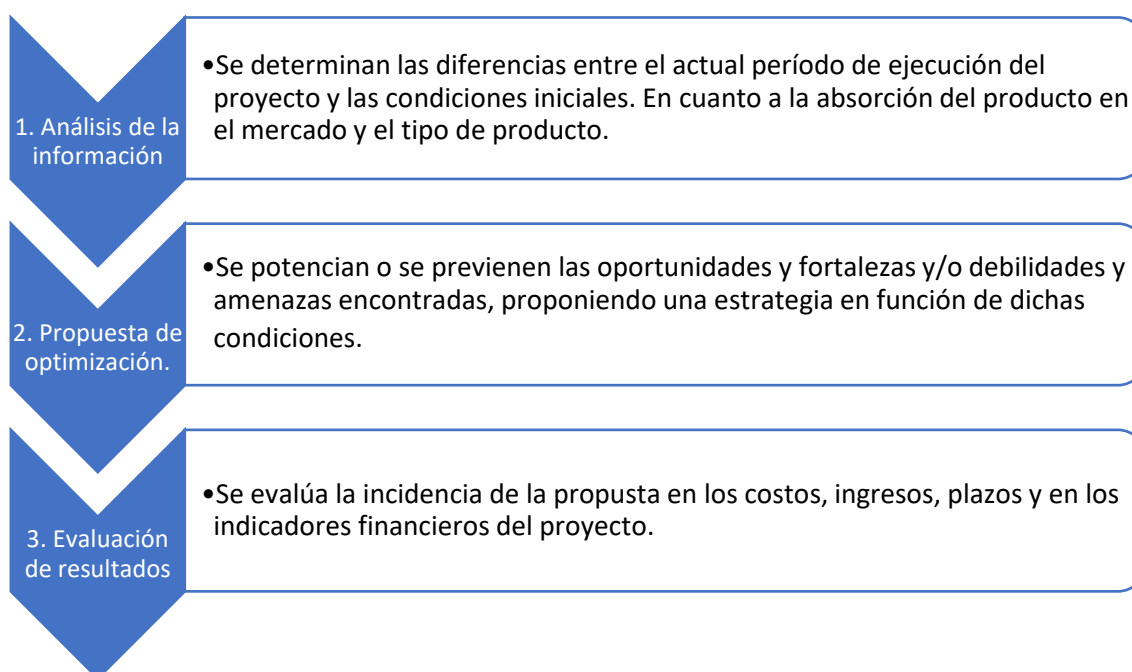 1. Análisis de la
información
•Se determinan las diferencias entre el actual período de ejecución del
proyecto y las condiciones iniciales. En cuanto a la absorción del producto en
el mercado y el tipo de producto.
2. Propuesta de
optimización.
•Se potencian o se previenen las oportunidades y fortalezas y/o debilidades y
amenazas encontradas, proponiendo una estrategia en función de dichas
condiciones.
3. Evaluación
de resultados
•Se evalúa la incidencia de la propusta en los costos, ingresos, plazos y en los
indicadores financieros del proyecto.